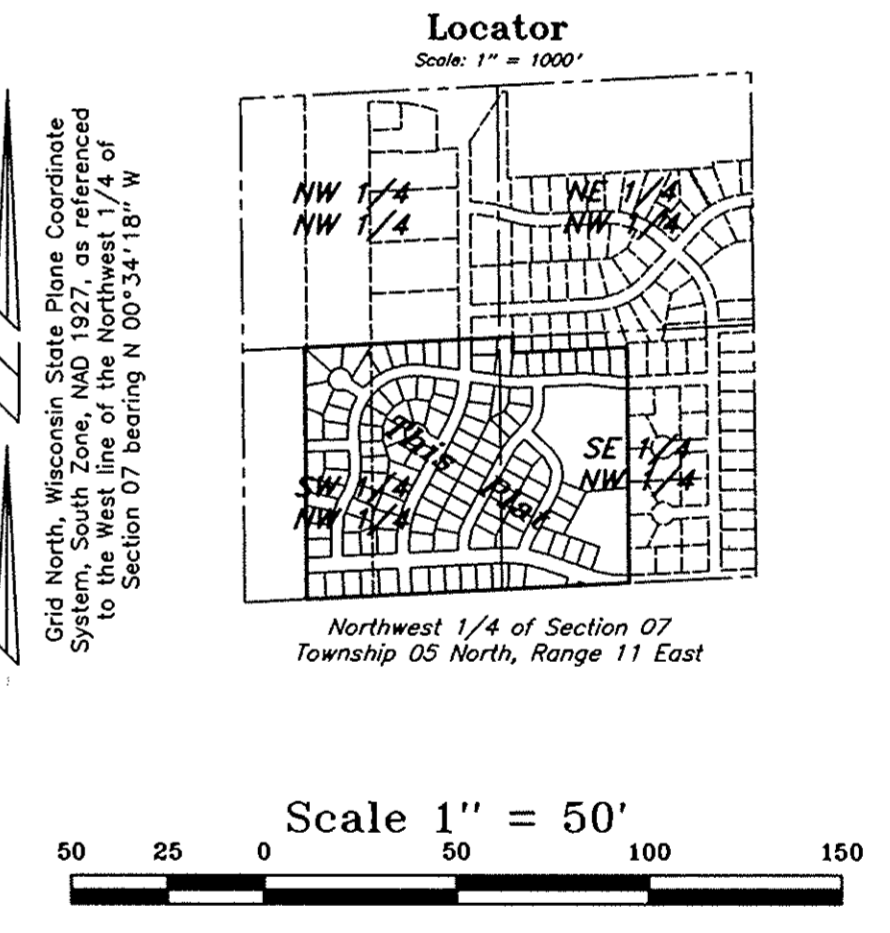 Locator
Scale: 1" = 1000'
Grid North, Wisconsin State Plane Coordinate
System, South Zone, NAD 1927, as referenced
to the West line of the Northwest 1/4 of
Section 07 bearing N 00°34'18" W
NW 1/4
NW 1/4
NE 1/4
NW 1/4
This
Plat
SW 1/4
NW 1/4
SE 1/4
NW 1/4
Northwest 1/4 of Section 07
Township 05 North, Range 11 East
Scale 1" = 50'
50 25 0 50 100 150